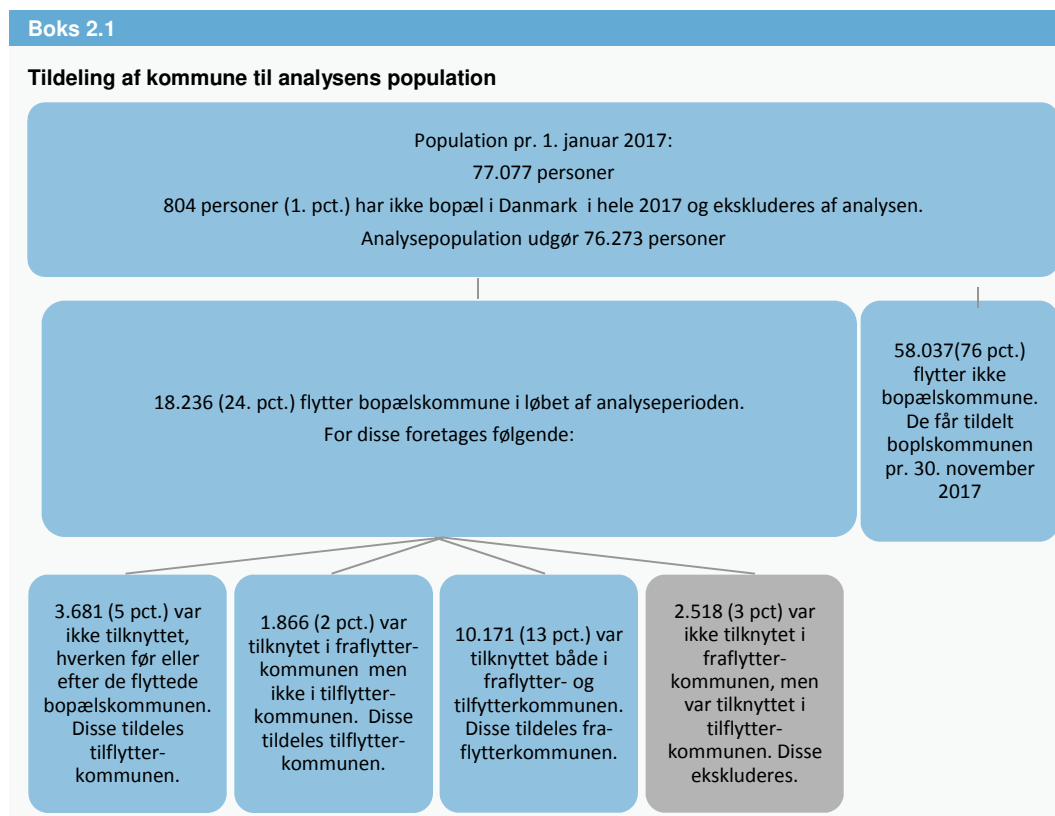 Boks 2.1
Tildeling af kommune til analysens population
Population pr. 1. januar 2017:
77.077 personer
804 personer (1. pct.) har ikke bopæl i Danmark i hele 2017 og ekskluderes af analysen.
Analysepopulation udgør 76.273 personer
18.236 (24. pct.) flytter bopælskommune i løbet af analyseperioden.
For disse foretages følgende:
58.037(76 pct.)
flytter ikke
bopælskommune.
De får tildelt
boplskommunen
pr. 30. november
2017
3.681 (5 pct.) var
ikke tilknyttet,
hverken før eller
efter de flyttede
bopælskommunen.
Disse tildeles
tilflytter-
kommunen.
1.866 (2 pct.) var
tilknytet i fraflytter-
kommunen men
ikke i tilflytter-
kommunen. Disse
tildeles tilflytter-
kommunen.
10.171 (13 pct.) var
tilknyttet både i
fraflytter- og
tilfytterkommunen.
Disse tildeles fra-
flytterkommunen.
2.518 (3 pct) var
ikke tilknytet i
fraflytter-
kommunen, men
var tilknyttet i
tilflytter-
kommunen. Disse
ekskluderes.